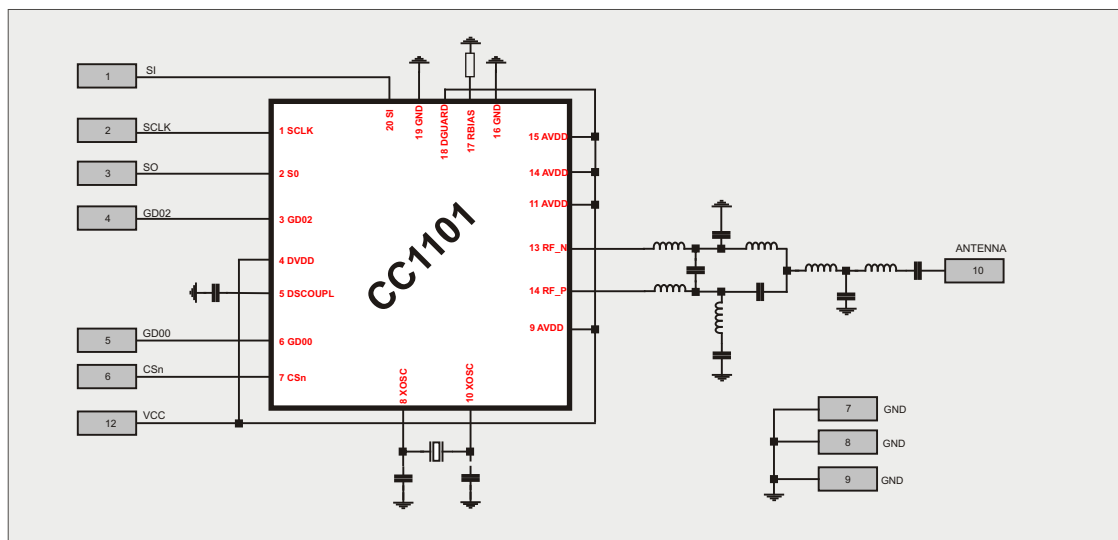 1 SI
2 SCLK
3 SO
4 GD02
5 GD00
6 CSn
12 VCC
20 SI
19 GND
18 DGUARD
17 RBIAS
16 GND
1 SCLK
2 S0
3 GD02
4 DVDD
5 DSCOUPL
6 GD00
7 CSn
CC1101
15 AVDD
14 AVDD
11 AVDD
13 RF_N
14 RF_P
9 AVDD
8 XOSC
10 XOSC
ANTENNA
10
7 GND
8 GND
9 GND